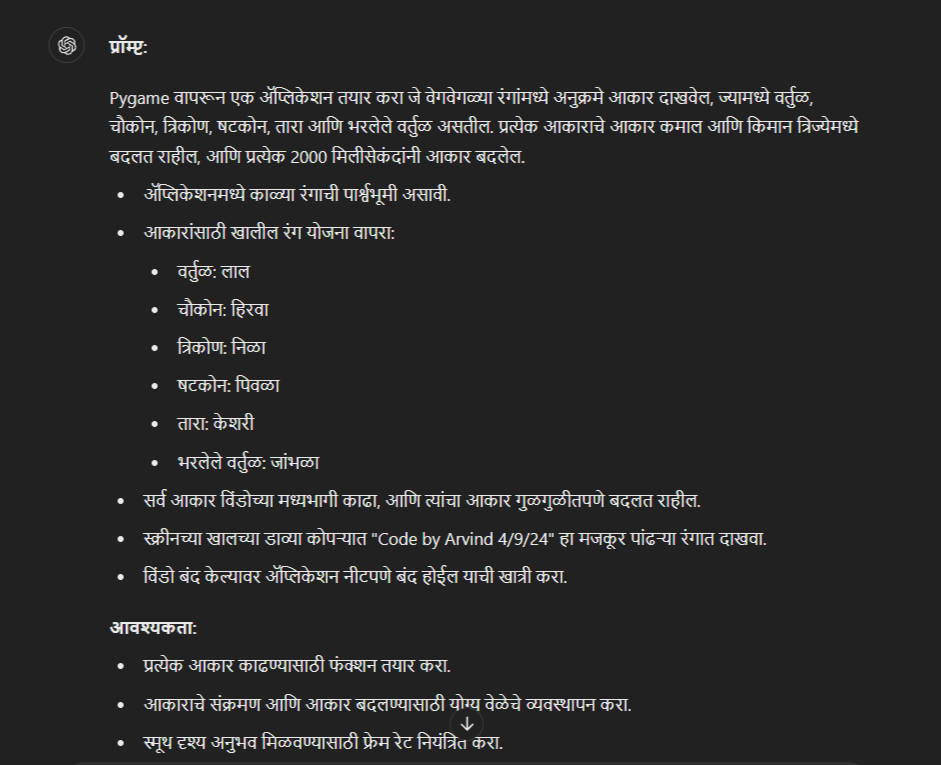 प्रॉम्प्ट:
Pygame वापरून एक अ‍ॅप्लिकेशन तयार करा जे वेगवेगळ्या रंगांमध्ये अनुक्रमे आकार दाखवेल, ज्यामध्ये वर्तुळ,
चौकोन, त्रिकोण, षटकोन, तारा आणि भरलेले वर्तुळ असतील. प्रत्येक आकाराचे आकार कमाल आणि किमान त्रिज्येमध्ये
बदलत राहील, आणि प्रत्येक 2000 मिलीसेकंदांनी आकार बदलेल.
• अ‍ॅप्लिकेशनमध्ये काळ्या रंगाची पार्श्वभूमी असावी.
• आकारांसाठी खालील रंग योजना वापरा:
• वर्तुळ: लाल
• चौकोन: हिरवा
• त्रिकोण: निळा
• षटकोन: पिवळा
• तारा: केशरी
• भरलेले वर्तुळ: जांभळा
• सर्व आकार विंडोच्या मध्यभागी काढा, आणि त्यांचा आकार गुळगुळीतपणे बदलत राहील.
• स्क्रीनच्या खालच्या डाव्या कोपऱ्यात "Code by Arvind 4/9/24" हा मजकूर पांढऱ्या रंगात दाखवा.
• विंडो बंद केल्यावर अ‍ॅप्लिकेशन नीटपणे बंद होईल याची खात्री करा.
आवश्यकता:
• प्रत्येक आकार काढण्यासाठी फंक्शन तयार करा.
• आकाराचे संक्रमण आणि आकार बदलण्यासाठी योग्य वेळेचे व्यवस्थापन करा.
• स्मूथ दृश्य अनुभव मिळवण्यासाठी फ्रेम रेट नियंत्रित करा.